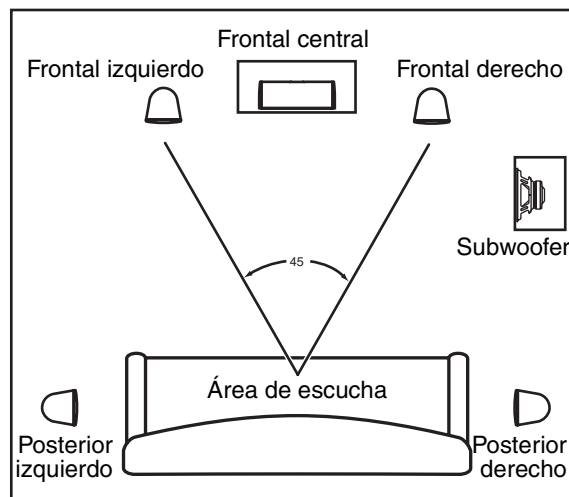 Frontal central
Frontal izquierdo
Frontal derecho
Subwoofer
45
Área de escucha
Posterior
izquierdo
Posterior
derecho